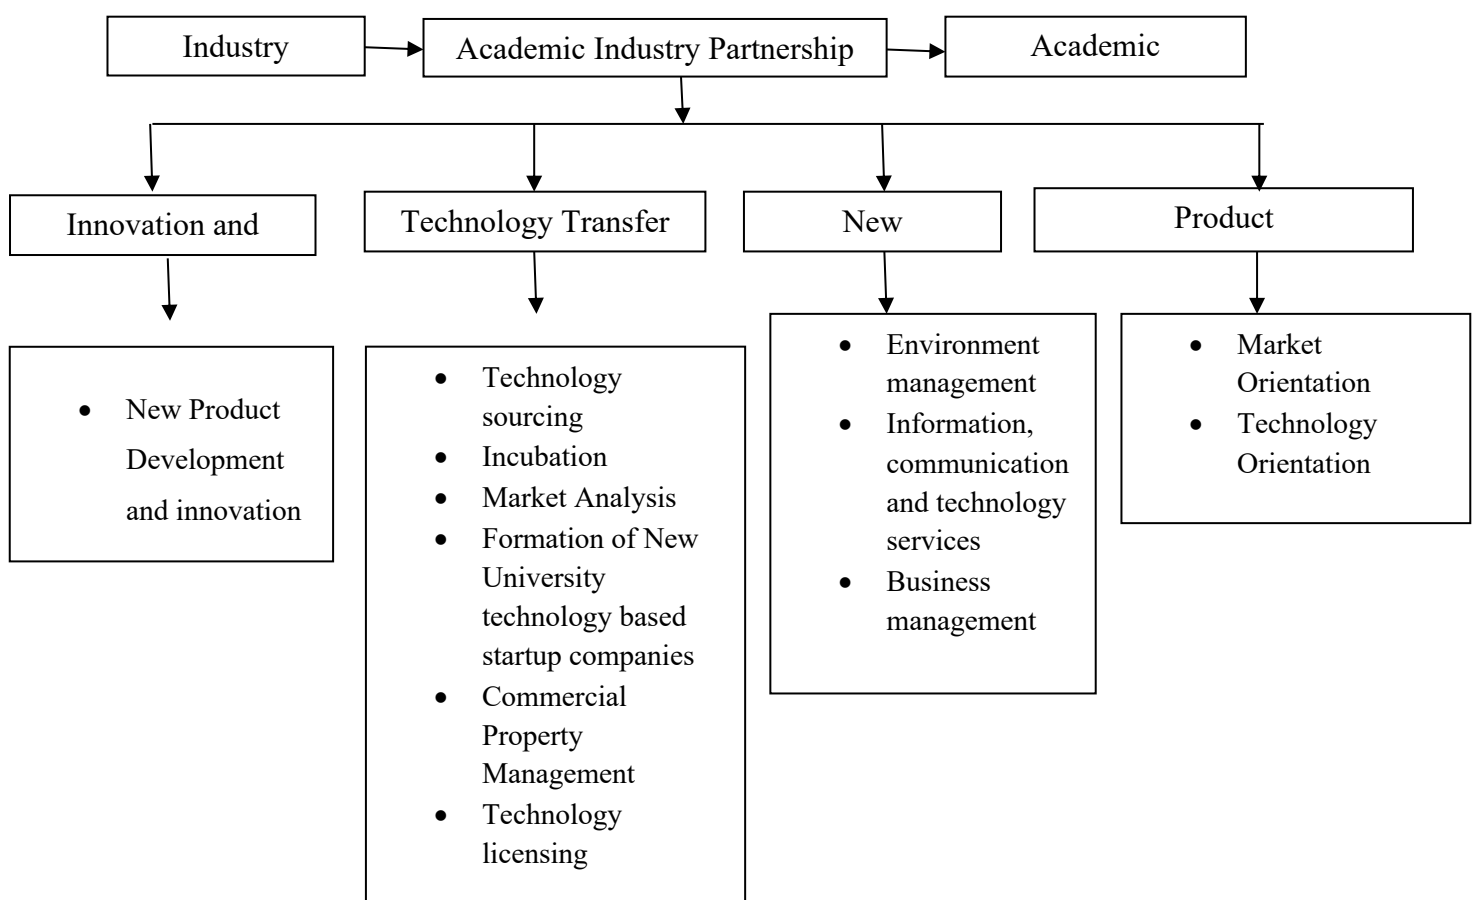 Industry
Academic Industry Partnership
Academic
Innovation and
Technology Transfer
New
Product
New Product
Development
and innovation
Technology
sourcing
Incubation
Market Analysis
Formation of New
University
technology based
startup companies
Commercial
Property
Management
Technology
licensing
Environment
management
Information,
communication
and technology
services
Business
management
Market
Orientation
Technology
Orientation